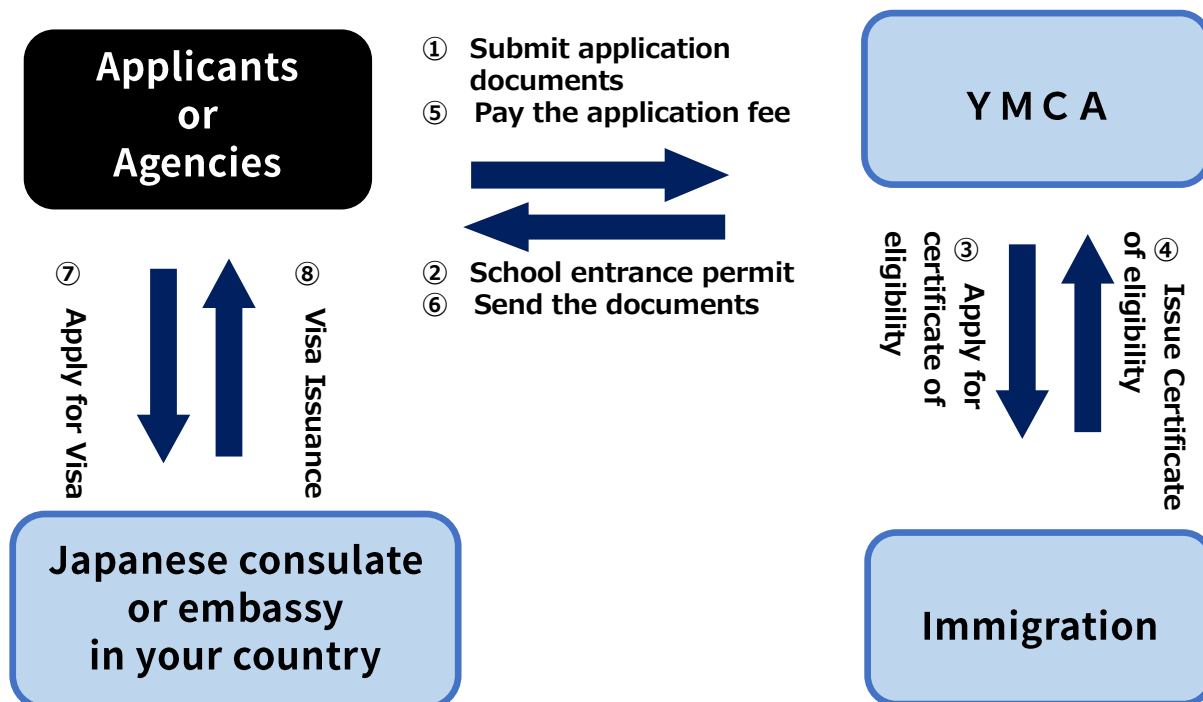 Applicants
or
Agencies
① Submit application
documents
⑤ Pay the application fee
ＹＭＣＡ
② School entrance permit
⑥ Send the documents
⑦ Apply for Visa
⑧ Visa Issuance
③ Apply for
certificate of
eligibility
④ Issue Certificate
of eligibility
Japanese consulate
or embassy
in your country
Immigration